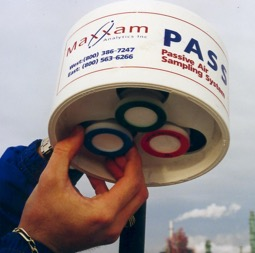 Maxxam
Analytics Inc
West:(800) 386-7247
East: (800) 563-6266
PASS
Passive Air
Sampling System